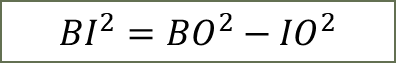 BI² = BO² − IO²